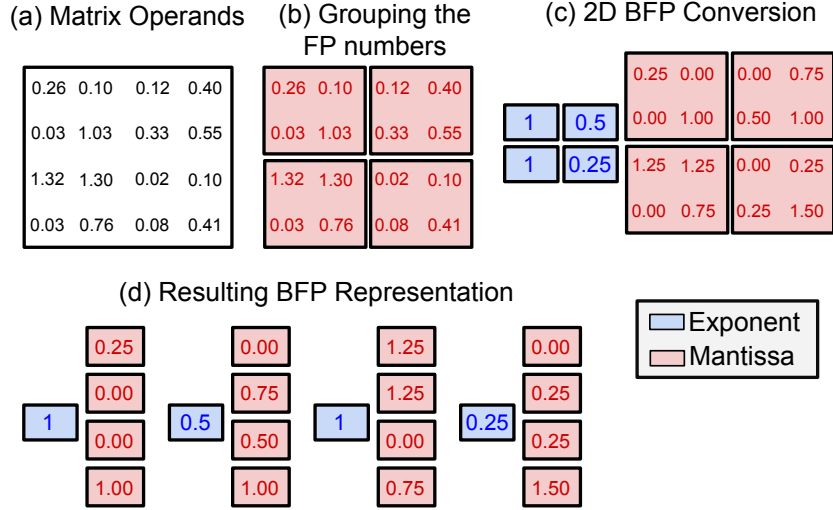 (a) Matrix Operands
(b) Grouping the
FP numbers
(c) 2D BFP Conversion
0.26 0.10 0.12 0.40
0.03 1.03 0.33 0.55
1.32 1.30 0.02 0.10
0.03 0.76 0.08 0.41
0.26 0.10 0.12 0.40
0.03 1.03 0.33 0.55
1.32 1.30 0.02 0.10
0.03 0.76 0.08 0.41
1 0.5
1 0.25
0.25 0.00 0.00 0.75
0.00 1.00 0.50 1.00
1.25 1.25 0.00 0.25
0.00 0.75 0.25 1.50
(d) Resulting BFP Representation
1
0.25
0.00
0.00
1.00
0.5
0.00
0.75
0.50
1.00
1
1.25
1.25
0.00
0.75
0.25
0.00
0.25
0.25
1.50
Exponent
Mantissa